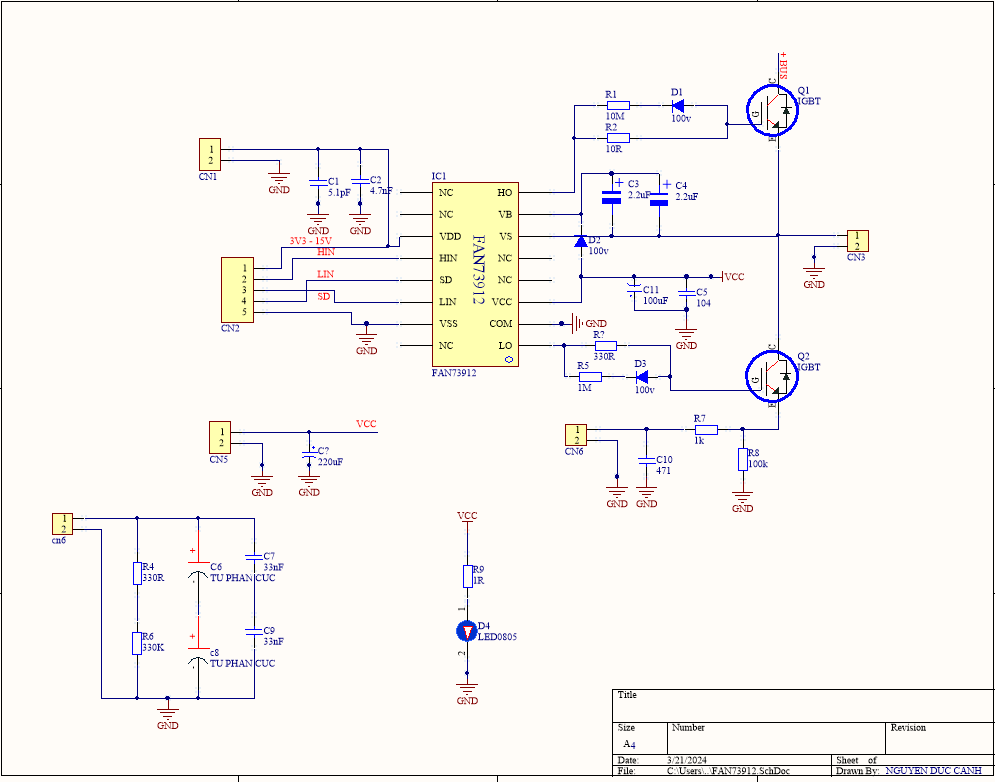 +BUS
C
Q1
IGBT
G
E
R1
10M
D1
100v
R2
10R
1
2
CN1
GND
C1
5.1pF
C2
4.7nF
GND
GND
IC1
NC
NC
VDD
HIN
SD
LIN
VSS
NC
FAN73912
HO
VB
VS
NC
NC
VCC
COM
LO
FAN73912
C3
2.2uF
C4
2.2uF
D2
100v
3V3 - 15V
HIN
LIN
SD
1
2
3
4
5
CN2
GND
1
2
CN3
GND
VCC
C11
100uF
C5
104
GND
GND
R?
330R
R5
1M
D3
100v
C
Q2
IGBT
G
E
1
2
CN6
R7
1k
R8
100k
C10
471
GND
GND
GND
1
2
CN5
VCC
C?
220uF
GND
GND
1
2
cn6
R4
330R
C6
TU PHAN CUC
C7
33nF
R6
330K
c8
TU PHAN CUC
C9
33nF
GND
VCC
R9
1R
1
D4
LED0805
2
GND
Title
Size
A4
Number
Revision
Date:
3/21/2024
Sheet of
File:
C:\Users\..\FAN73912.SchDoc
Drawn By:
NGUYEN DUC CANH